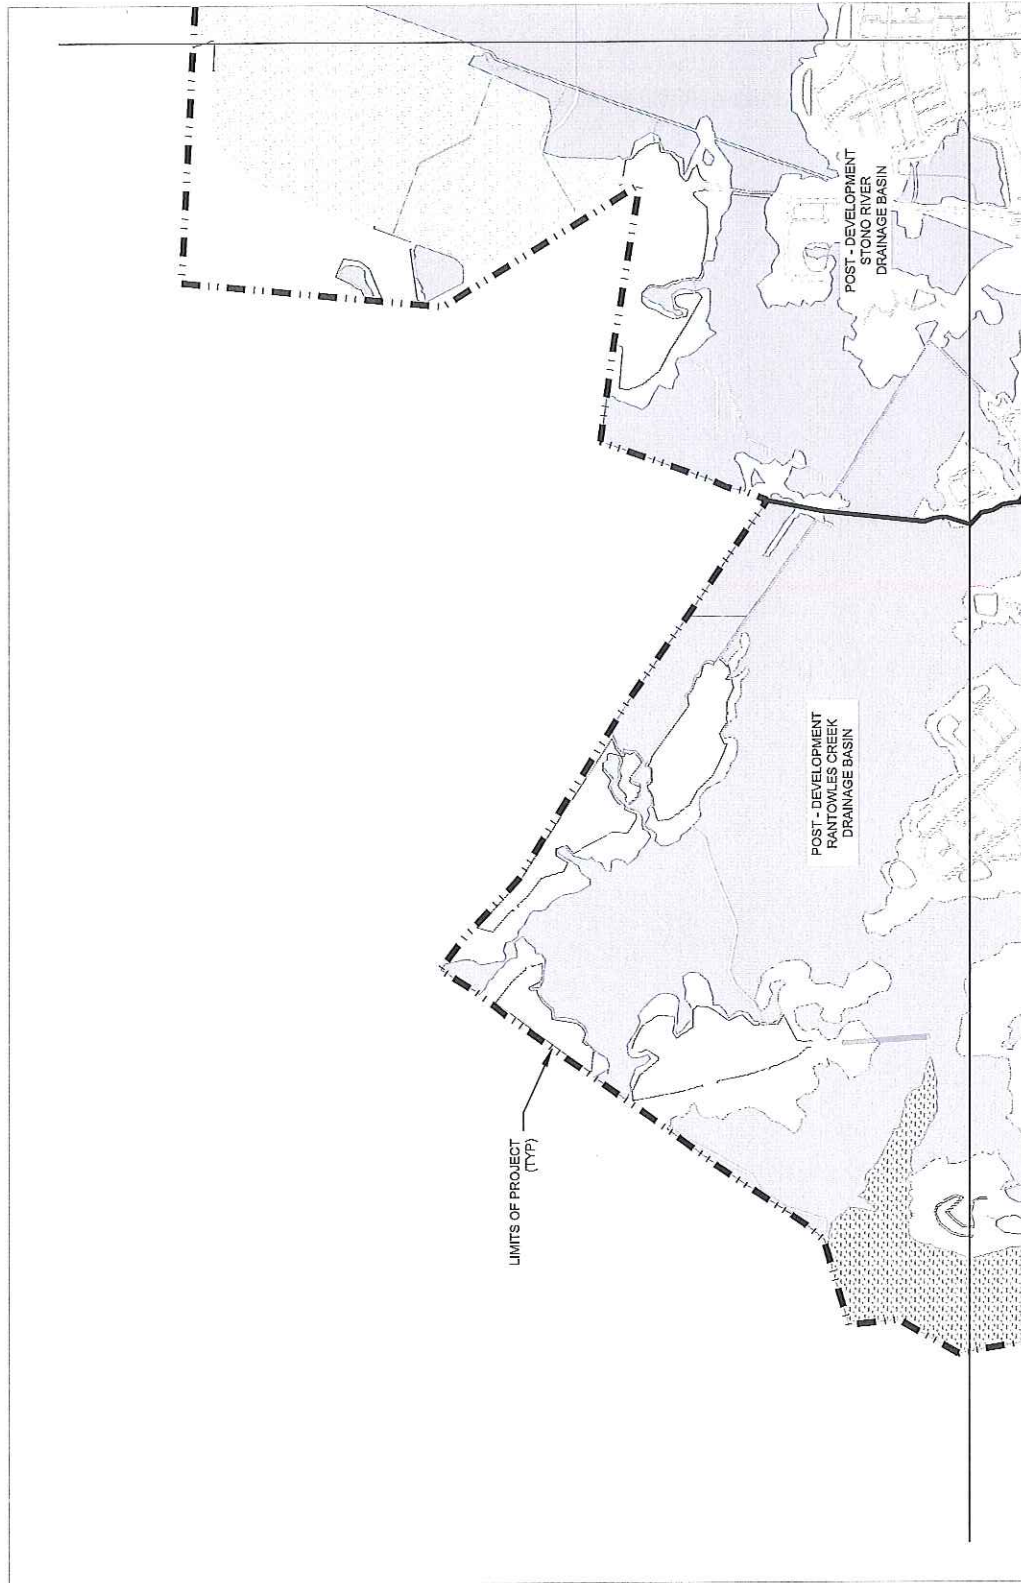 POST - DEVELOPMENT
STONO RIVER
DRAINAGE BASIN
POST - DEVELOPMENT
RANTOWLES CREEK
DRAINAGE BASIN
LIMITS OF PROJECT
(TYP)